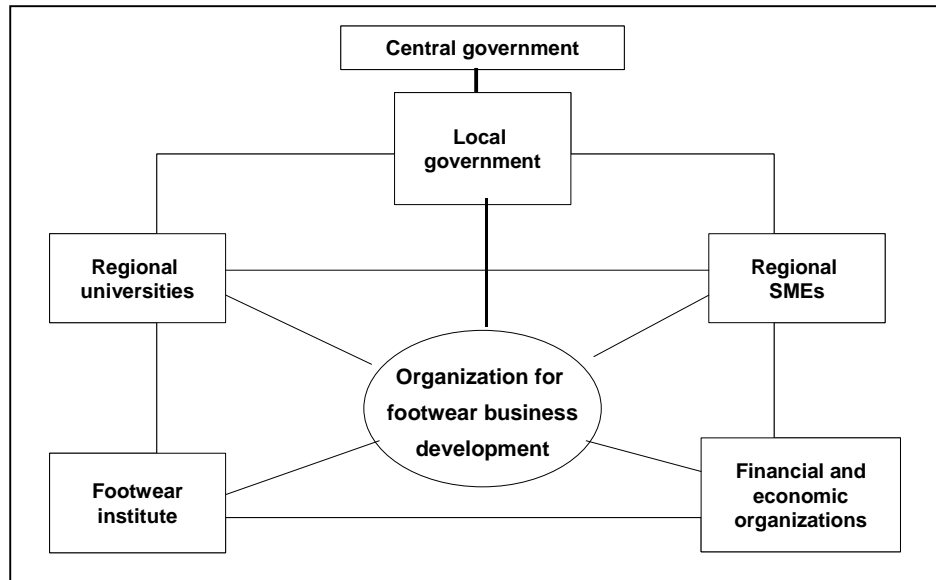 Central government
Local
government
Regional
universities
Regional
SMEs
Organization for
footwear business
development
Footwear
institute
Financial and
economic
organizations